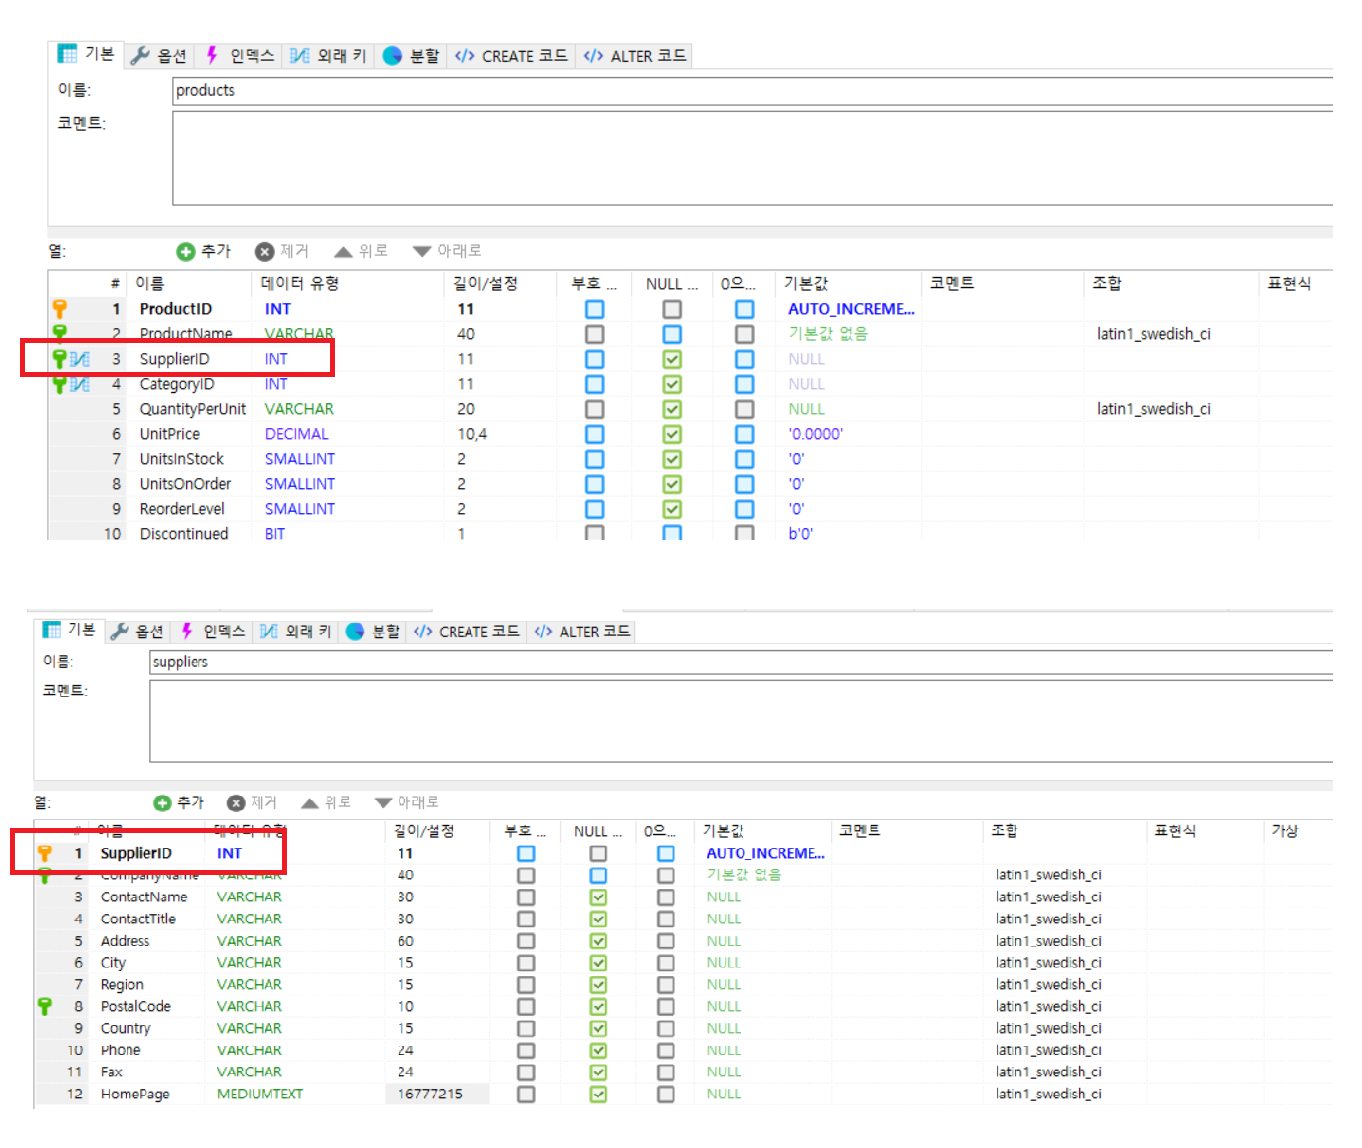 기본 옵션 인덱스 외래 키 분할 </> CREATE 코드 </> ALTER 코드
이름: products
코멘트:
열: 추가 제거 위로 아래로
# 이름 데이터 유형 길이/설정 부호 ... NULL ... 0으... 기본값 코멘트 조합 표현식
1 ProductID INT 11 AUTO_INCREME...
2 ProductName VARCHAR 40 기본값 없음 latin1_swedish_ci
3 SupplierID INT 11 NULL
4 CategoryID INT 11 NULL
5 QuantityPerUnit VARCHAR 20 NULL latin1_swedish_ci
6 UnitPrice DECIMAL 10,4 '0.0000'
7 UnitsInStock SMALLINT 2 '0'
8 UnitsOnOrder SMALLINT 2 '0'
9 ReorderLevel SMALLINT 2 '0'
10 Discontinued BIT 1 b'0'
기본 옵션 인덱스 외래 키 분할 </> CREATE 코드 </> ALTER 코드
이름: suppliers
코멘트:
열: 추가 제거 위로 아래로
# 이름 데이터 유형 길이/설정 부호 ... NULL ... 0으... 기본값 코멘트 조합 표현식 가상
1 SupplierID INT 11 AUTO_INCREME...
2 CompanyName VARCHAR 40 기본값 없음 latin1_swedish_ci
3 ContactName VARCHAR 30 NULL latin1_swedish_ci
4 ContactTitle VARCHAR 30 NULL latin1_swedish_ci
5 Address VARCHAR 60 NULL latin1_swedish_ci
6 City VARCHAR 15 NULL latin1_swedish_ci
7 Region VARCHAR 15 NULL latin1_swedish_ci
8 PostalCode VARCHAR 10 NULL latin1_swedish_ci
9 Country VARCHAR 15 NULL latin1_swedish_ci
10 Phone VARCHAR 24 NULL latin1_swedish_ci
11 Fax VARCHAR 24 NULL latin1_swedish_ci
12 HomePage MEDIUMTEXT 16777215 NULL latin1_swedish_ci